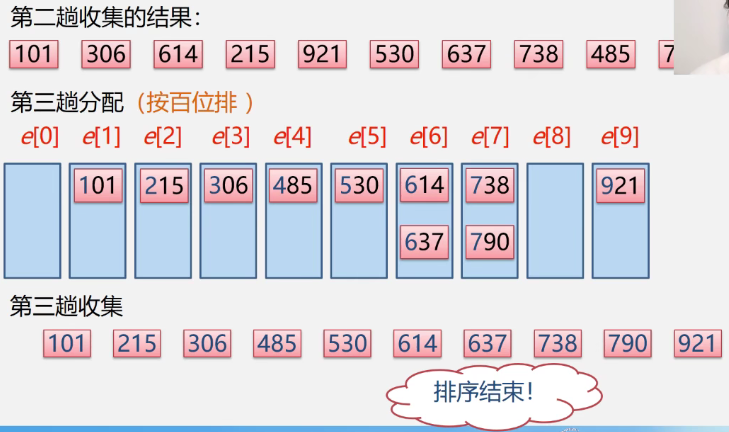 第二趟收集的结果：
101 306 614 215 921 530 637 738 485 7
第三趟分配（按百位排 ）
e[0] e[1] e[2] e[3] e[4] e[5] e[6] e[7] e[8] e[9]
101 215 306 485 530 614 738 921
637 790
第三趟收集
101 215 306 485 530 614 637 738 790 921
排序结束！